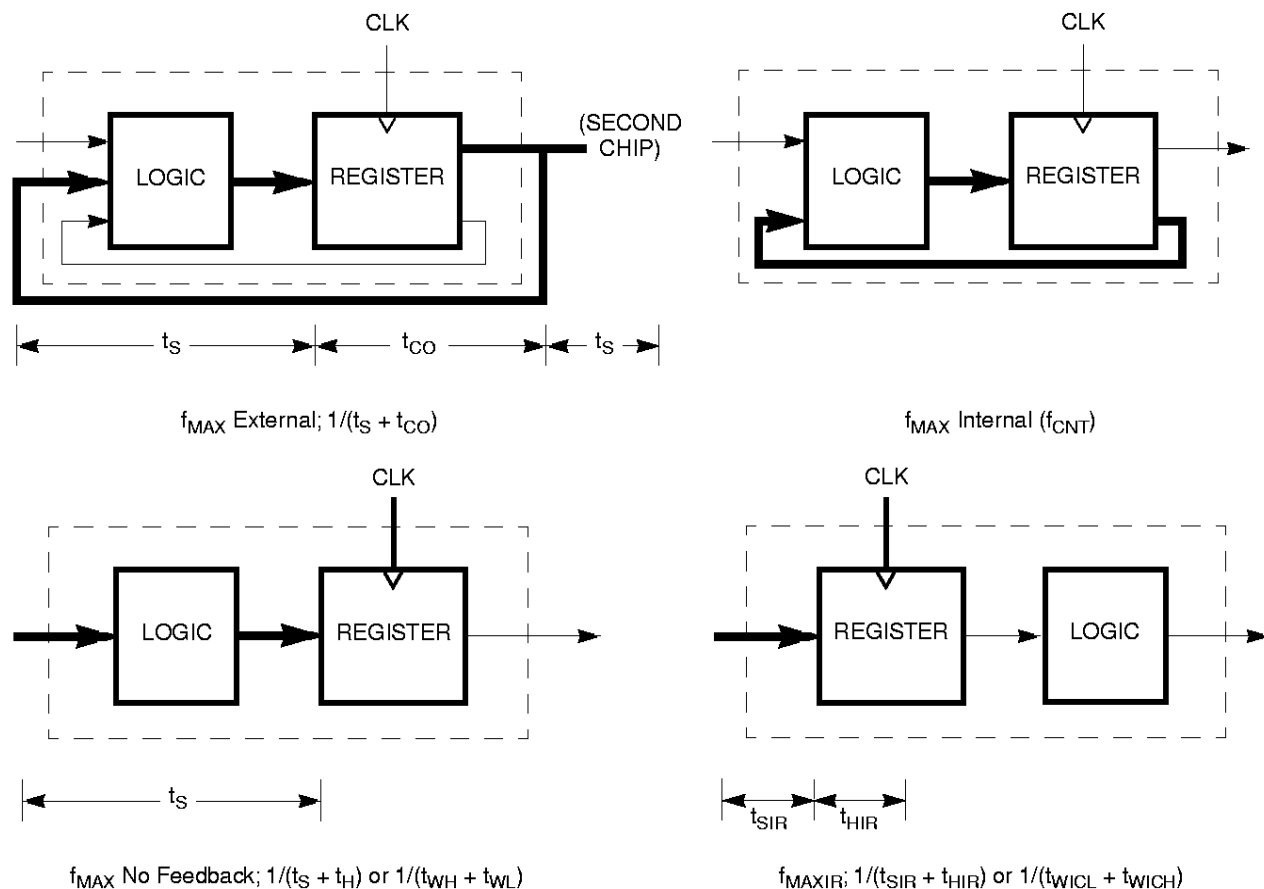 CLK
(SECOND
CHIP)
LOGIC
REGISTER
tS
tCO
tS
fMAX External; 1/(tS + tCO)
CLK
LOGIC
REGISTER
fMAX Internal (fCNT)
CLK
LOGIC
REGISTER
tS
fMAX No Feedback; 1/(tS + tH) or 1/(tWH + tWL)
CLK
REGISTER
LOGIC
tSIR
tHIR
fMAXIR; 1/(tSIR + tHIR) or 1/(tWICL + tWICH)